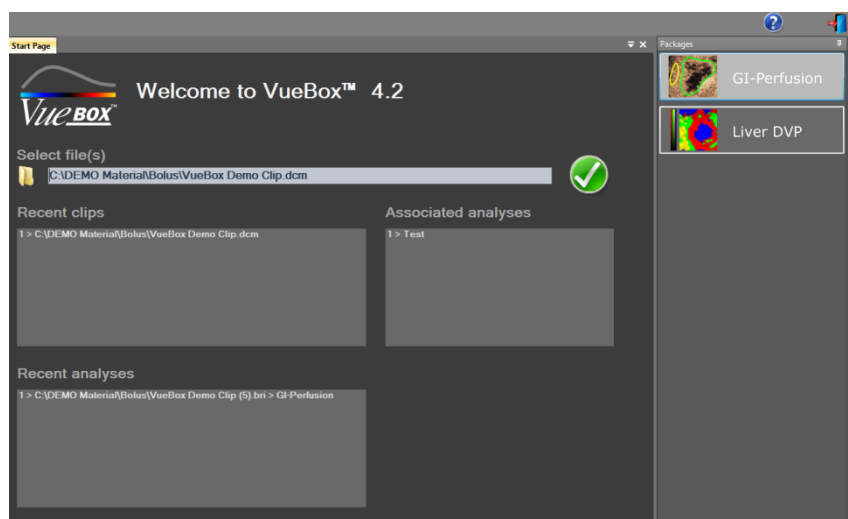 Start Page
Packages
VUEBOX™
Welcome to VueBox™ 4.2
GI-Perfusion
Liver DVP
Select file(s)
C:\DEMO Material\Bolus\VueBox Demo Clip.dcm
Recent clips
Associated analyses
1 > C:\DEMO Material\Bolus\VueBox Demo Clip.dcm
1 > Test
Recent analyses
1 > C:\DEMO Material\Bolus\VueBox Demo Clip (5).bri > GI-Perfusion